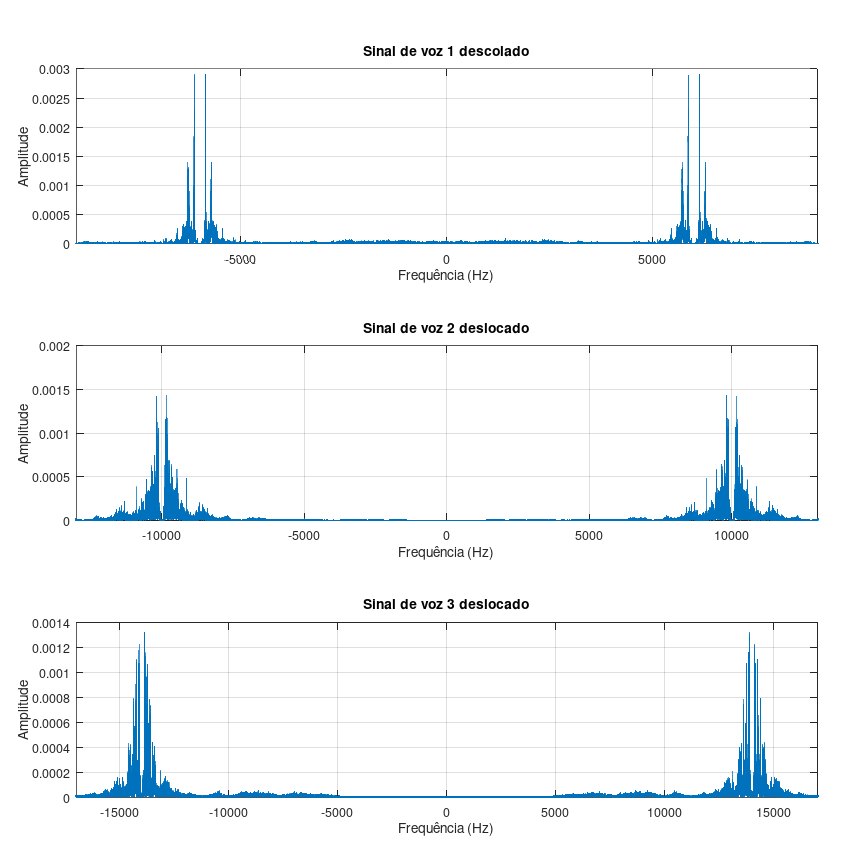 Sinal de voz 1 descolado
0.003
0.0025
0.002
0.0015
0.001
0.0005
0
Amplitude
-5000 0 5000
Frequência (Hz)
Sinal de voz 2 deslocado
0.002
0.0015
0.001
0.0005
0
Amplitude
-10000 -5000 0 5000 10000
Frequência (Hz)
Sinal de voz 3 deslocado
0.0014
0.0012
0.001
0.0008
0.0006
0.0004
0.0002
0
Amplitude
-15000 -10000 -5000 0 5000 10000 15000
Frequência (Hz)